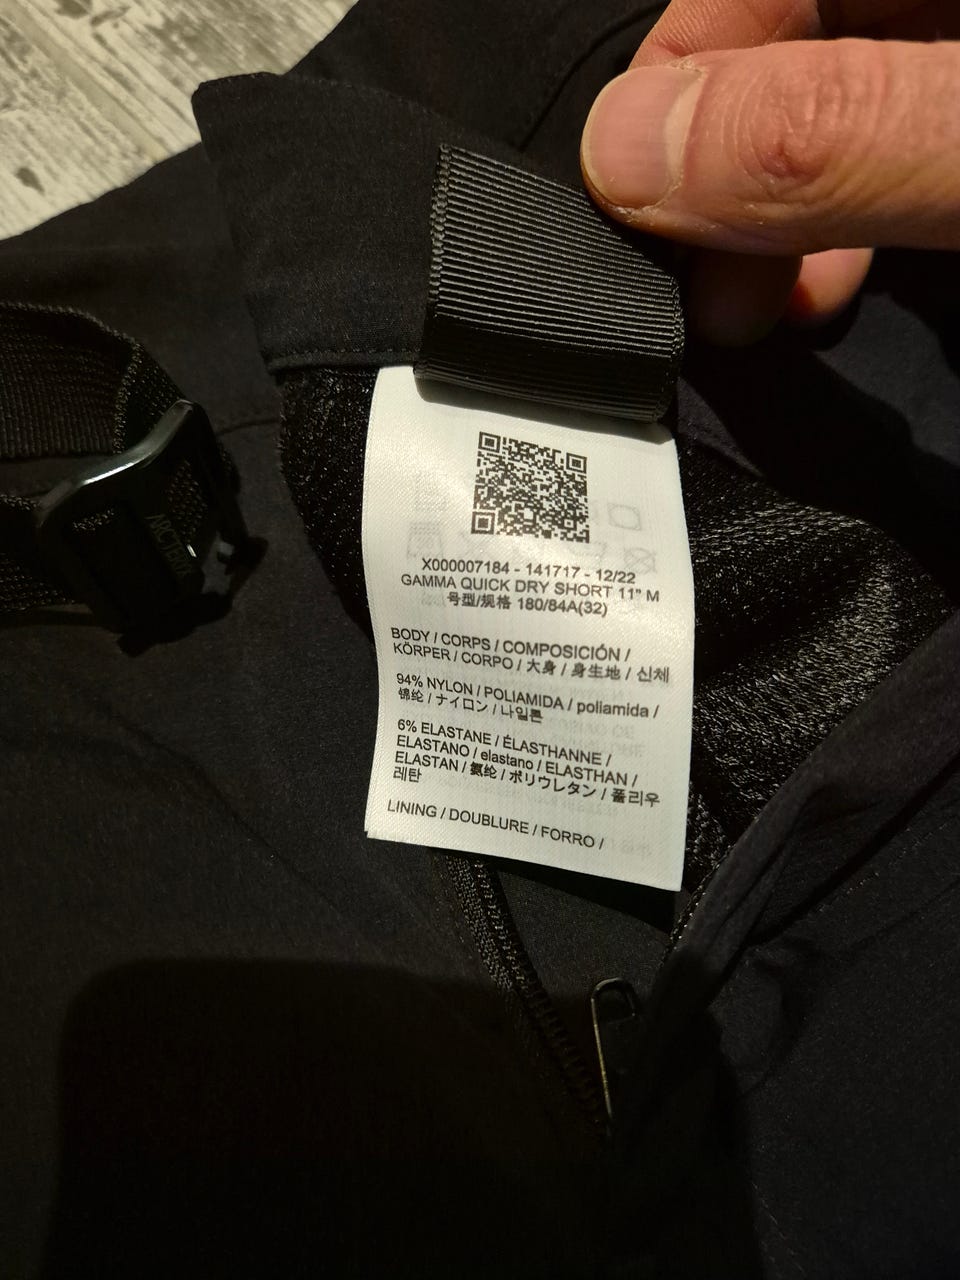 X000007184 - 141717 - 12/22
GAMMA QUICK DRY SHORT 11" M
号型/规格 180/84A(32)
BODY / CORPS / COMPOSICIÓN /
KÖRPER / CORPO / 大身 / 身生地 / 신체
94% NYLON / POLIAMIDA / poliamida /
锦纶 / ナイロン / 나일론
6% ELASTANE / ÉLASTHANNE /
ELASTANO / elastano / ELASTHAN /
ELASTAN / 氨纶 / ポリウレタン / 폴리우
레탄
LINING / DOUBLURE / FORRO /